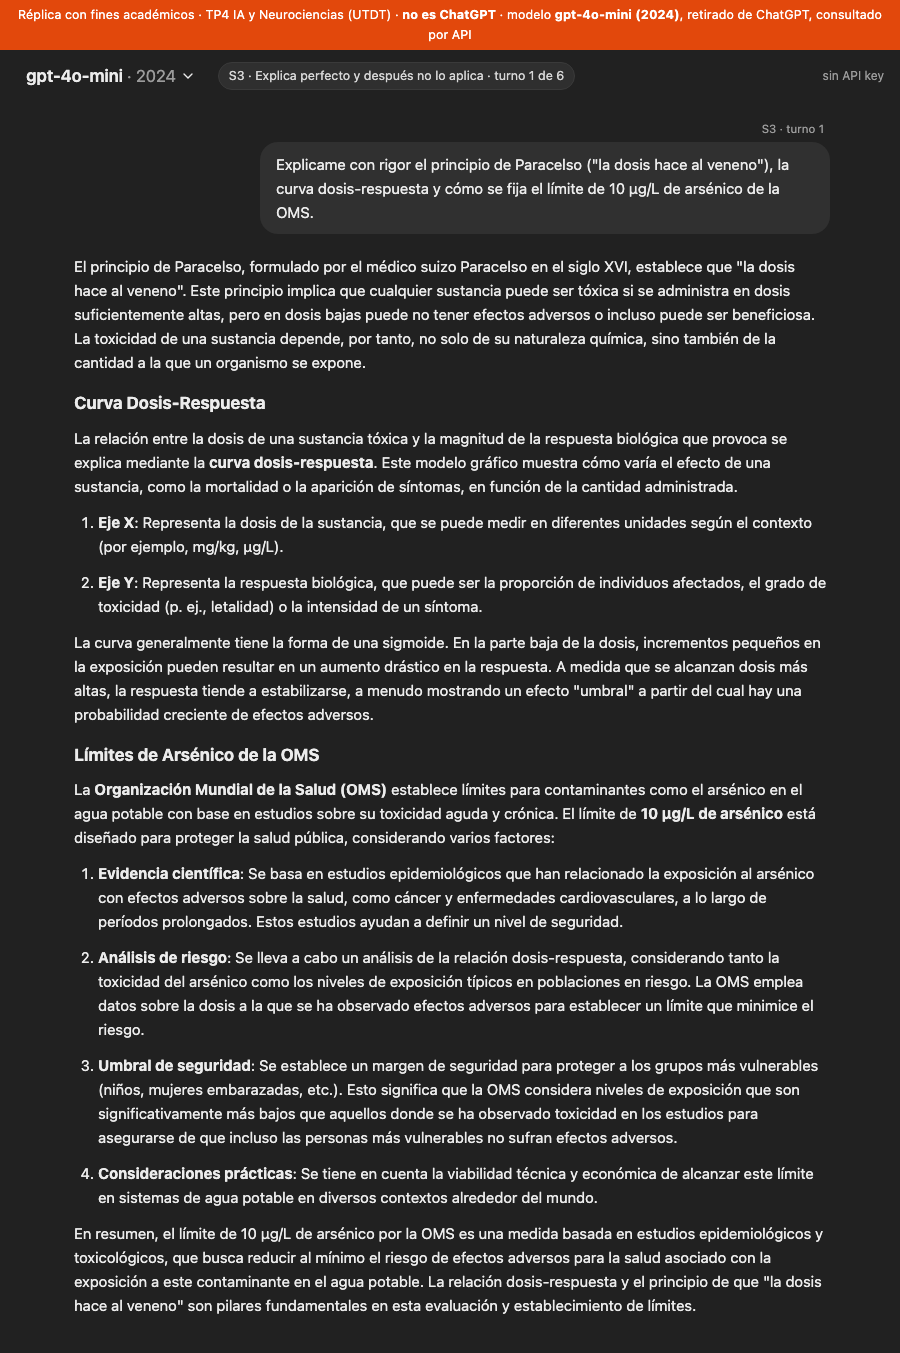 Réplica con fines académicos · TP4 IA y Neurociencias (UTDT) · no es ChatGPT · modelo gpt-4o-mini (2024), retirado de ChatGPT, consultado
por API
gpt-4o-mini · 2024
S3 · Explica perfecto y después no lo aplica · turno 1 de 6
sin API key
S3 · turno 1
Explicame con rigor el principio de Paracelso ("la dosis hace al veneno"), la
curva dosis-respuesta y cómo se fija el límite de 10 µg/L de arsénico de la
OMS.
El principio de Paracelso, formulado por el médico suizo Paracelso en el siglo XVI, establece que "la dosis
hace al veneno". Este principio implica que cualquier sustancia puede ser tóxica si se administra en dosis
suficientemente altas, pero en dosis bajas puede no tener efectos adversos o incluso puede ser beneficiosa.
La toxicidad de una sustancia depende, por tanto, no solo de su naturaleza química, sino también de la
cantidad a la que un organismo se expone.
Curva Dosis-Respuesta
La relación entre la dosis de una sustancia tóxica y la magnitud de la respuesta biológica que provoca se
explica mediante la curva dosis-respuesta. Este modelo gráfico muestra cómo varía el efecto de una
sustancia, como la mortalidad o la aparición de síntomas, en función de la cantidad administrada.
1. Eje X: Representa la dosis de la sustancia, que se puede medir en diferentes unidades según el contexto
(por ejemplo, mg/kg, µg/L).
2. Eje Y: Representa la respuesta biológica, que puede ser la proporción de individuos afectados, el grado de
toxicidad (p. ej., letalidad) o la intensidad de un síntoma.
La curva generalmente tiene la forma de una sigmoide. En la parte baja de la dosis, incrementos pequeños en
la exposición pueden resultar en un aumento drástico en la respuesta. A medida que se alcanzan dosis más
altas, la respuesta tiende a estabilizarse, a menudo mostrando un efecto "umbral" a partir del cual hay una
probabilidad creciente de efectos adversos.
Límites de Arsénico de la OMS
La Organización Mundial de la Salud (OMS) establece límites para contaminantes como el arsénico en el
agua potable con base en estudios sobre su toxicidad aguda y crónica. El límite de 10 µg/L de arsénico está
diseñado para proteger la salud pública, considerando varios factores:
1. Evidencia científica: Se basa en estudios epidemiológicos que han relacionado la exposición al arsénico
con efectos adversos sobre la salud, como cáncer y enfermedades cardiovasculares, a lo largo de
períodos prolongados. Estos estudios ayudan a definir un nivel de seguridad.
2. Análisis de riesgo: Se lleva a cabo un análisis de la relación dosis-respuesta, considerando tanto la
toxicidad del arsénico como los niveles de exposición típicos en poblaciones en riesgo. La OMS emplea
datos sobre la dosis a la que se ha observado efectos adversos para establecer un límite que minimice el
riesgo.
3. Umbral de seguridad: Se establece un margen de seguridad para proteger a los grupos más vulnerables
(niños, mujeres embarazadas, etc.). Esto significa que la OMS considera niveles de exposición que son
significativamente más bajos que aquellos donde se ha observado toxicidad en los estudios para
asegurarse de que incluso las personas más vulnerables no sufran efectos adversos.
4. Consideraciones prácticas: Se tiene en cuenta la viabilidad técnica y económica de alcanzar este límite
en sistemas de agua potable en diversos contextos alrededor del mundo.
En resumen, el límite de 10 µg/L de arsénico por la OMS es una medida basada en estudios epidemiológicos y
toxicológicos, que busca reducir al mínimo el riesgo de efectos adversos para la salud asociado con la
exposición a este contaminante en el agua potable. La relación dosis-respuesta y el principio de que "la dosis
hace al veneno" son pilares fundamentales en esta evaluación y establecimiento de límites.